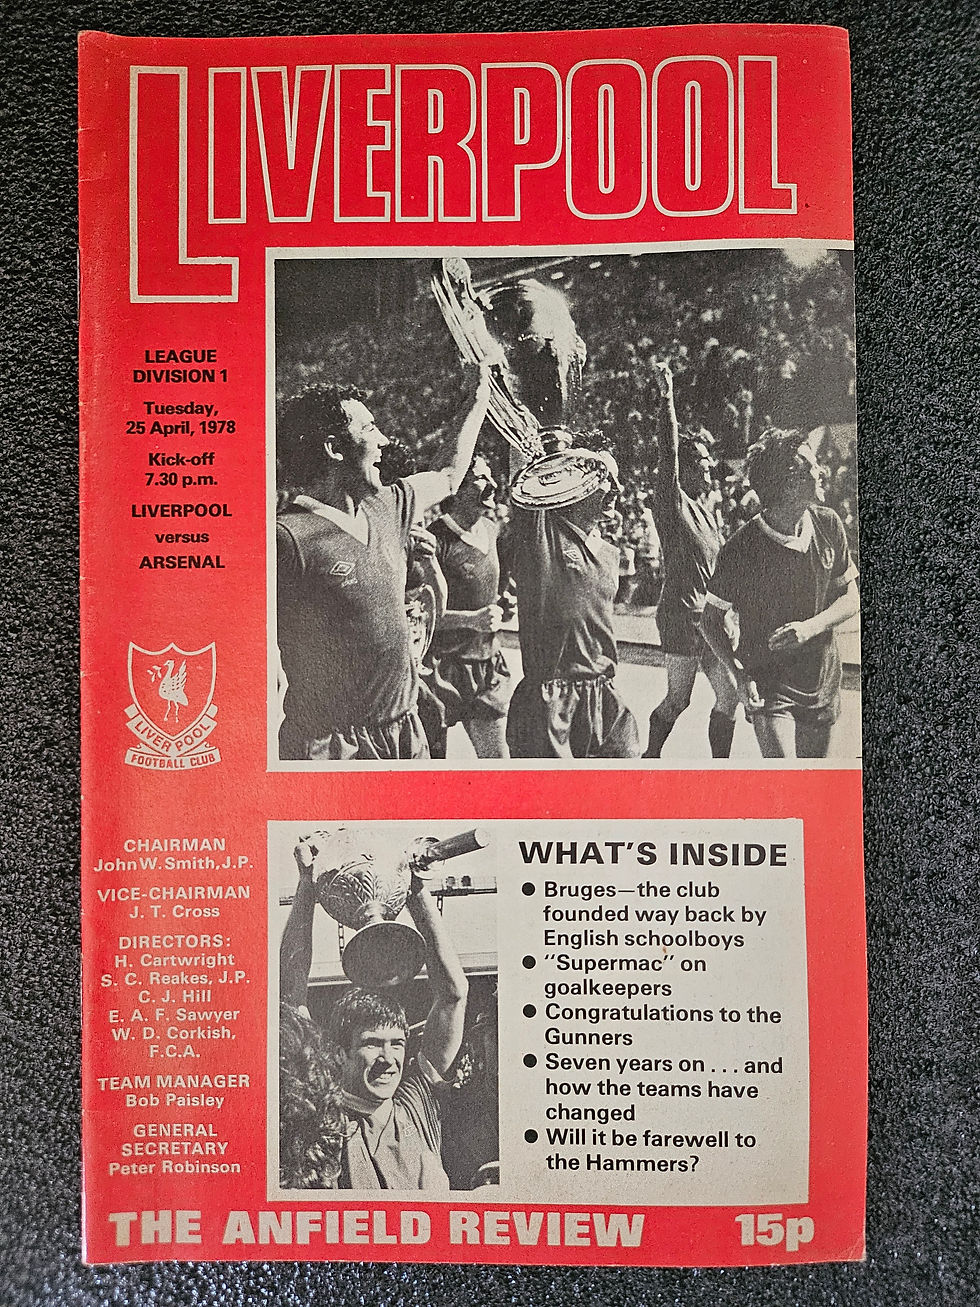 LIVERPOOL
LEAGUE
DIVISION 1
Tuesday,
25 April, 1978
Kick-off
7.30 p.m.
LIVERPOOL
versus
ARSENAL
LIVERPOOL
FOOTBALL CLUB
CHAIRMAN
John W. Smith, J.P.
VICE-CHAIRMAN
J. T. Cross
DIRECTORS:
H. Cartwright
S. C. Reakes, J.P.
C. J. Hill
E. A. F. Sawyer
W. D. Corkish,
F.C.A.
TEAM MANAGER
Bob Paisley
GENERAL
SECRETARY
Peter Robinson
WHAT'S INSIDE
● Bruges—the club
founded way back by
English schoolboys
● "Supermac" on
goalkeepers
● Congratulations to the
Gunners
● Seven years on . . . and
how the teams have
changed
● Will it be farewell to
the Hammers?
THE ANFIELD REVIEW
15p